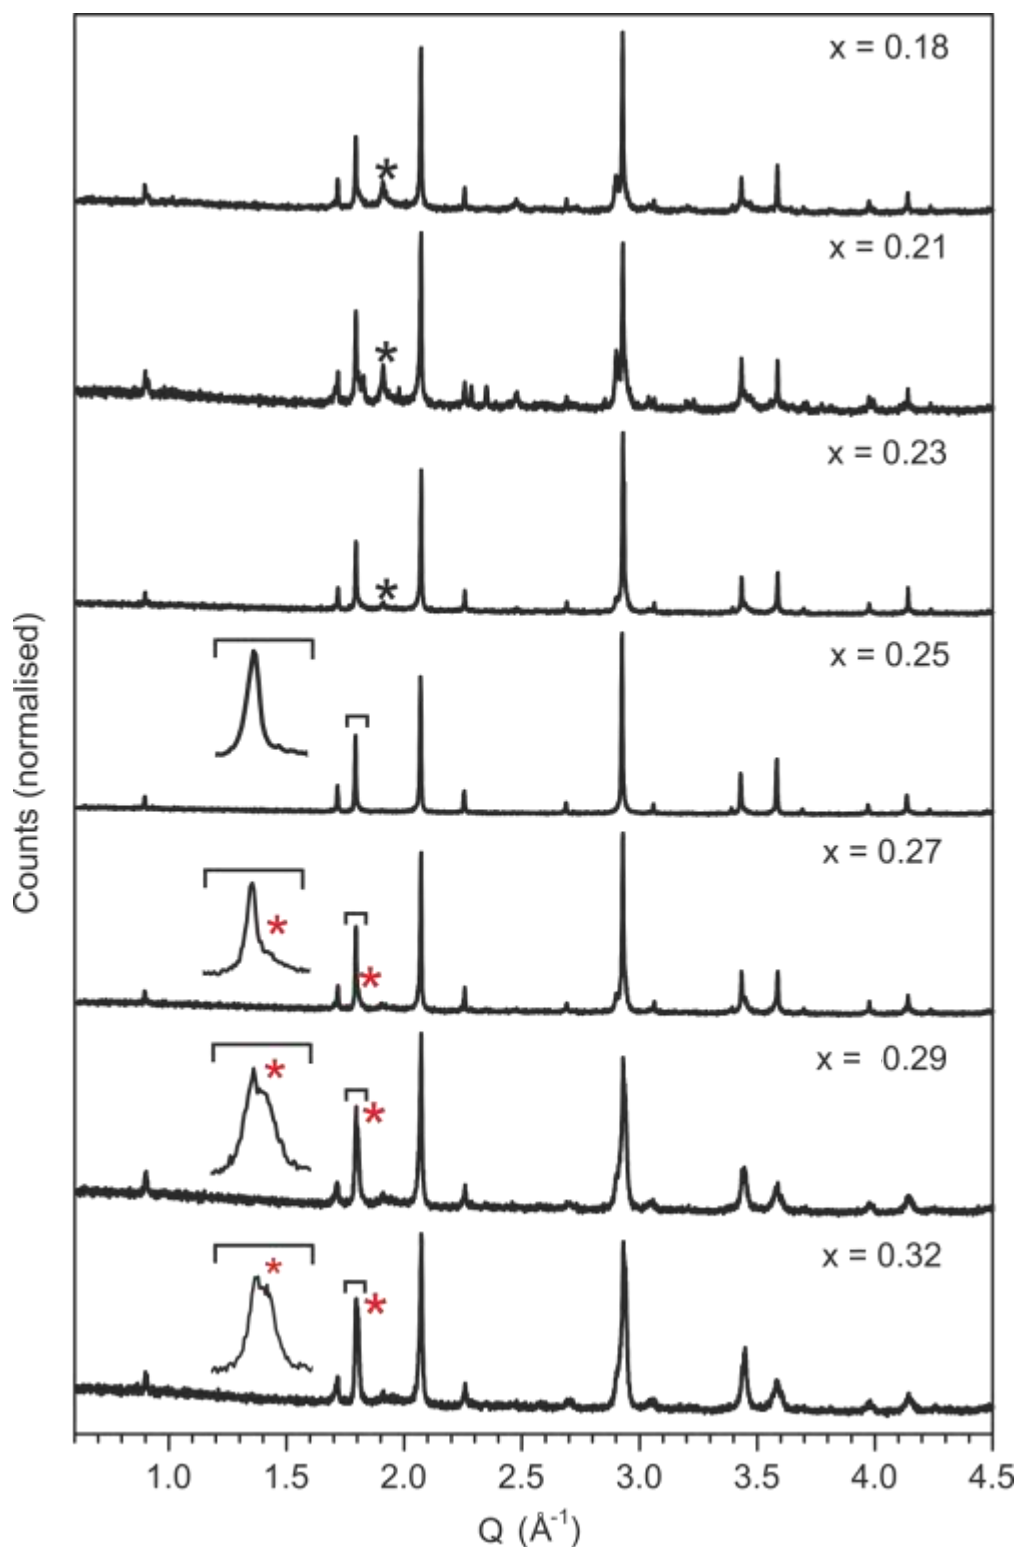 x = 0.18
*
x = 0.21
*
x = 0.23
*
x = 0.25
x = 0.27
*
*
x = 0.29
*
*
x = 0.32
*
*
Counts (normalised)
1.0 1.5 2.0 2.5 3.0 3.5 4.0 4.5
Q (Å⁻¹)